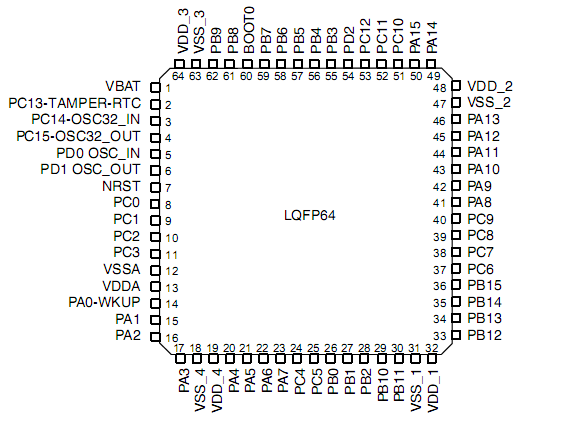 VDD_3
VSS_3
PB9
PB8
BOOT0
PB7
PB6
PB5
PB4
PB3
PD2
PC12
PC11
PC10
PA15
PA14
64 63 62 61 60 59 58 57 56 55 54 53 52 51 50 49
VBAT 1 48 VDD_2
PC13-TAMPER-RTC 2 47 VSS_2
PC14-OSC32_IN 3 46 PA13
PC15-OSC32_OUT 4 45 PA12
PD0 OSC_IN 5 44 PA11
PD1 OSC_OUT 6 43 PA10
NRST 7 42 PA9
PC0 8 41 PA8
PC1 9 LQFP64 40 PC9
PC2 10 39 PC8
PC3 11 38 PC7
VSSA 12 37 PC6
VDDA 13 36 PB15
PA0-WKUP 14 35 PB14
PA1 15 34 PB13
PA2 16 33 PB12
17 18 19 20 21 22 23 24 25 26 27 28 29 30 31 32
PA3
VSS_4
VDD_4
PA4
PA5
PA6
PA7
PC4
PC5
PB0
PB1
PB2
PB10
PB11
VSS_1
VDD_1